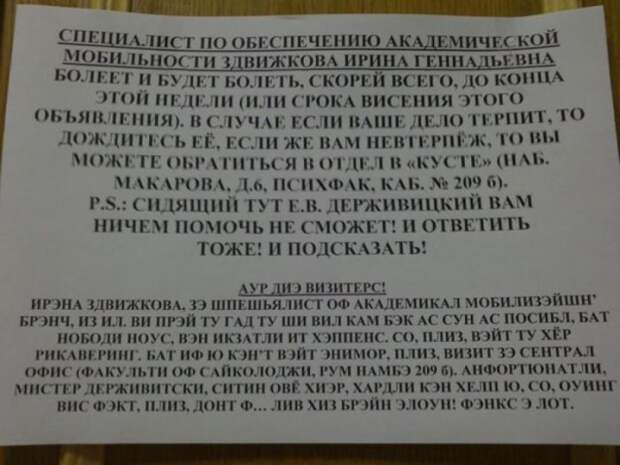 СПЕЦИАЛИСТ ПО ОБЕСПЕЧЕНИЮ АКАДЕМИЧЕСКОЙ
МОБИЛЬНОСТИ ЗДВИЖКОВА ИРИНА ГЕННАДЬЕВНА
БОЛЕЕТ И БУДЕТ БОЛЕТЬ, СКОРЕЙ ВСЕГО, ДО КОНЦА
ЭТОЙ НЕДЕЛИ (ИЛИ СРОКА ВИСЕНИЯ ЭТОГО
ОБЪЯВЛЕНИЯ). В СЛУЧАЕ ЕСЛИ ВАШЕ ДЕЛО ТЕРПИТ, ТО
ДОЖДИТЕСЬ ЕЁ, ЕСЛИ ЖЕ ВАМ НЕВТЕРПЁЖ, ТО ВЫ
МОЖЕТЕ ОБРАТИТЬСЯ В ОТДЕЛ В «КУСТЕ» (НАБ.
МАКАРОВА, Д.6, ПСИХФАК, КАБ. № 209 б).
P.S.: СИДЯЩИЙ ТУТ Е.В. ДЕРЖИВИЦКИЙ ВАМ
НИЧЕМ ПОМОЧЬ НЕ СМОЖЕТ! И ОТВЕТИТЬ
ТОЖЕ! И ПОДСКАЗАТЬ!
АУР ДИЭ ВИЗИТЕРС!
ИРЭНА ЗДВИЖКОВА, ЗЭ ШПЕШЬЯЛИСТ ОФ АКАДЕМИКАЛ МОБИЛИЗЭЙШН'
БРЭНЧ, ИЗ ИЛ. ВИ ПРЭЙ ТУ ГАД ТУ ШИ ВИЛ КАМ БЭК АС СУН АС ПОСИБЛ, БАТ
НОБОДИ НОУС, ВЭН ИКЗАТЛИ ИТ ХЭППЕНС. СО, ПЛИЗ, ВЭЙТ ТУ ХЁР
РИКАВЕРИНГ. БАТ ИФ Ю КЭН'Т ВЭЙТ ЭНИМОР, ПЛИЗ, ВИЗИТ ЗЭ СЕНТРАЛ
ОФИС (ФАКУЛЬТИ ОФ САЙКОЛОДЖИ, РУМ НАМБЭ 209 б). АНФОРТЮНАТЛИ,
МИСТЕР ДЕРЖИВИТСКИ, СИТИН ОВЁ ХИЭР, ХАРДЛИ КЭН ХЕЛП Ю, СО, ОУИНГ
ВИС ФЭКТ, ПЛИЗ, ДОНТ Ф... ЛИВ ХИЗ БРЭЙН ЭЛОУН! ФЭНКС Э ЛОТ.